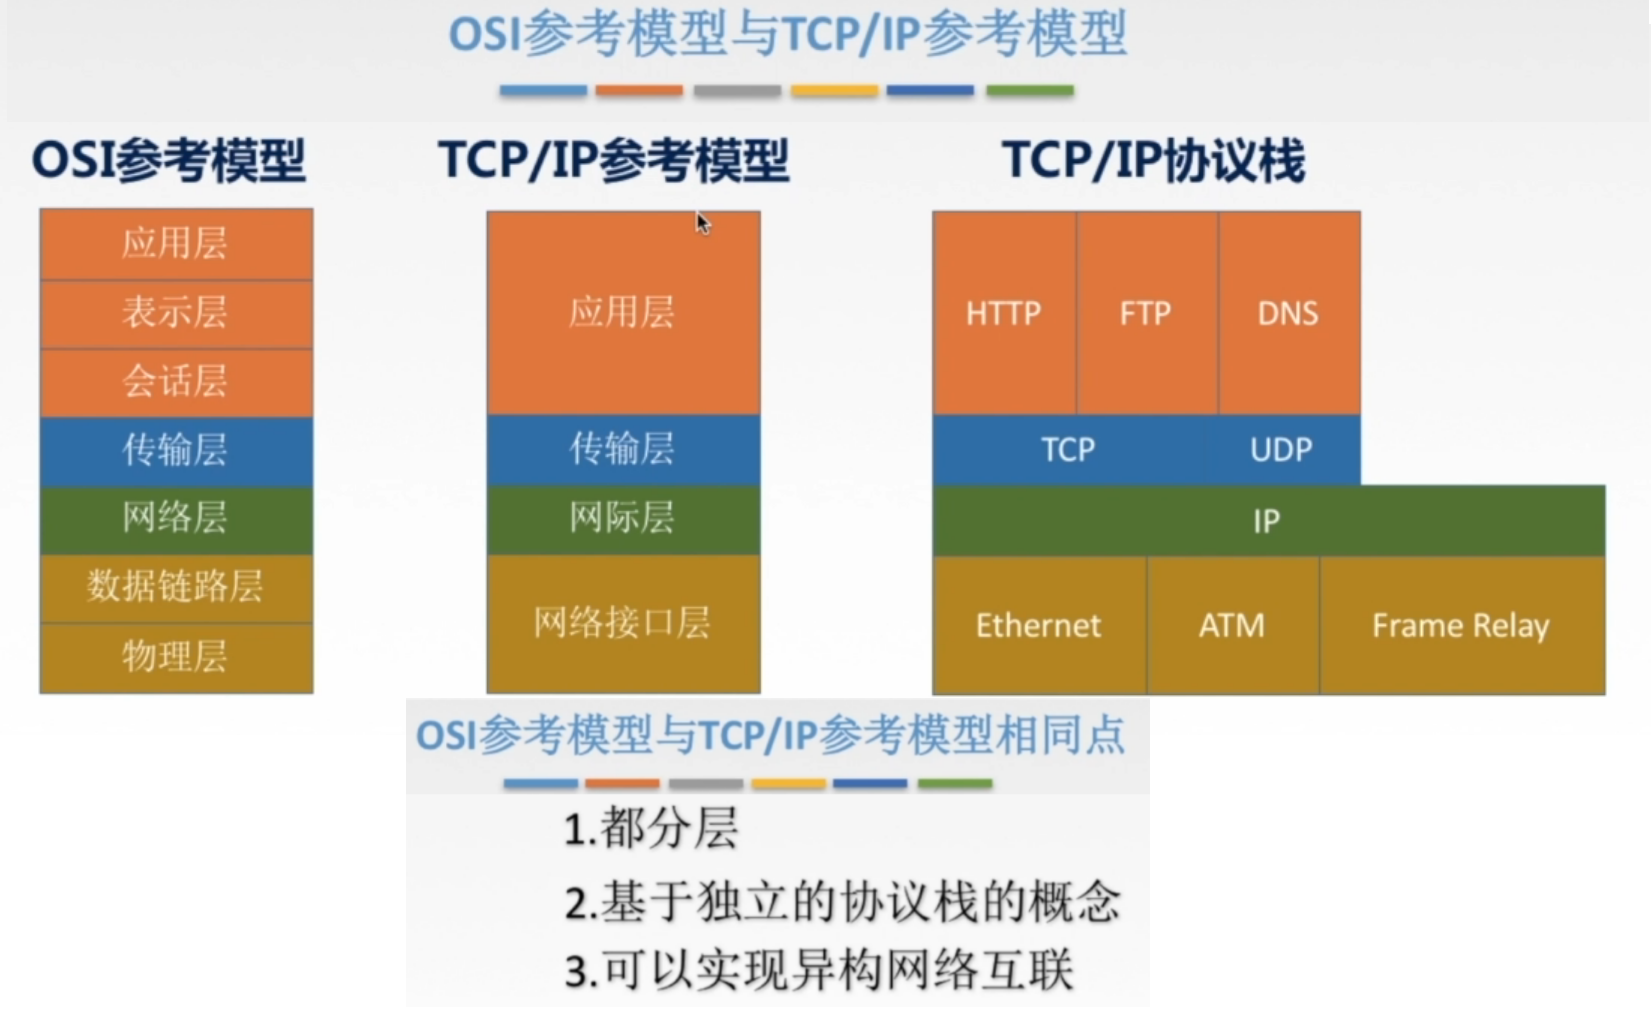 OSI参考模型与TCP/IP参考模型
OSI参考模型
应用层
表示层
会话层
传输层
网络层
数据链路层
物理层
TCP/IP参考模型
应用层
传输层
网际层
网络接口层
TCP/IP协议栈
HTTP FTP DNS
TCP UDP
IP
Ethernet ATM Frame Relay
OSI参考模型与TCP/IP参考模型相同点
1.都分层
2.基于独立的协议栈的概念
3.可以实现异构网络互联